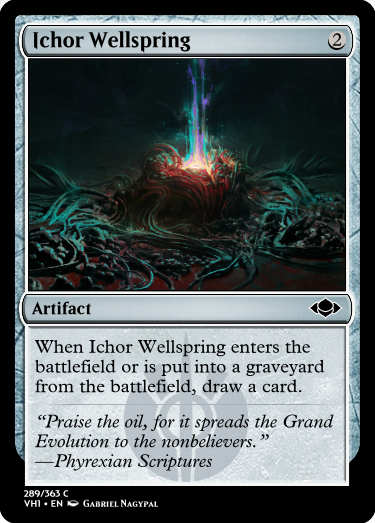 Ichor Wellspring 2
Artifact
When Ichor Wellspring enters the
battlefield or is put into a graveyard
from the battlefield, draw a card.
“Praise the oil, for it spreads the Grand
Evolution to the nonbelievers.”
—Phyrexian Scriptures
289/363 C
VH1 • EN Gabriel Nagypal